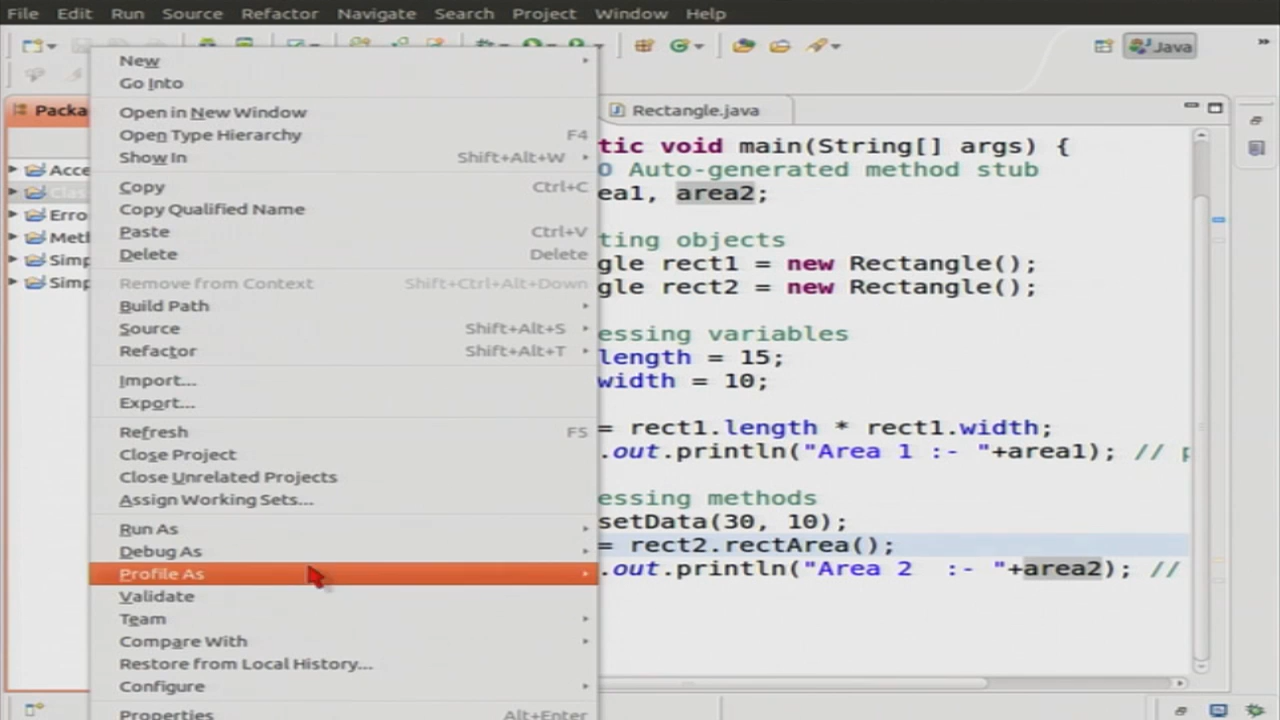 File Edit Run Source Refactor Navigate Search Project Window Help
Java
Packa
Rectangle.java
Acce
Erro
Meth
Simp
Simp
New
Go Into
Open in New Window
Open Type Hierarchy F4
Show In Shift+Alt+W
Copy Ctrl+C
Copy Qualified Name
Paste Ctrl+V
Delete Delete
Remove from Context Shift+Ctrl+Alt+Down
Build Path
Source Shift+Alt+S
Refactor Shift+Alt+T
Import...
Export...
Refresh F5
Close Project
Close Unrelated Projects
Assign Working Sets...
Run As
Debug As
Profile As
Validate
Team
Compare With
Restore from Local History...
Configure
Properties Alt+Enter
tic void main(String[] args) {
O Auto-generated method stub
ea1, area2;
ting objects
gle rect1 = new Rectangle();
gle rect2 = new Rectangle();
essing variables
length = 15;
width = 10;
= rect1.length * rect1.width;
.out.println("Area 1 :- "+area1); // p
essing methods
setData(30, 10);
= rect2.rectArea();
.out.println("Area 2  :- "+area2); //